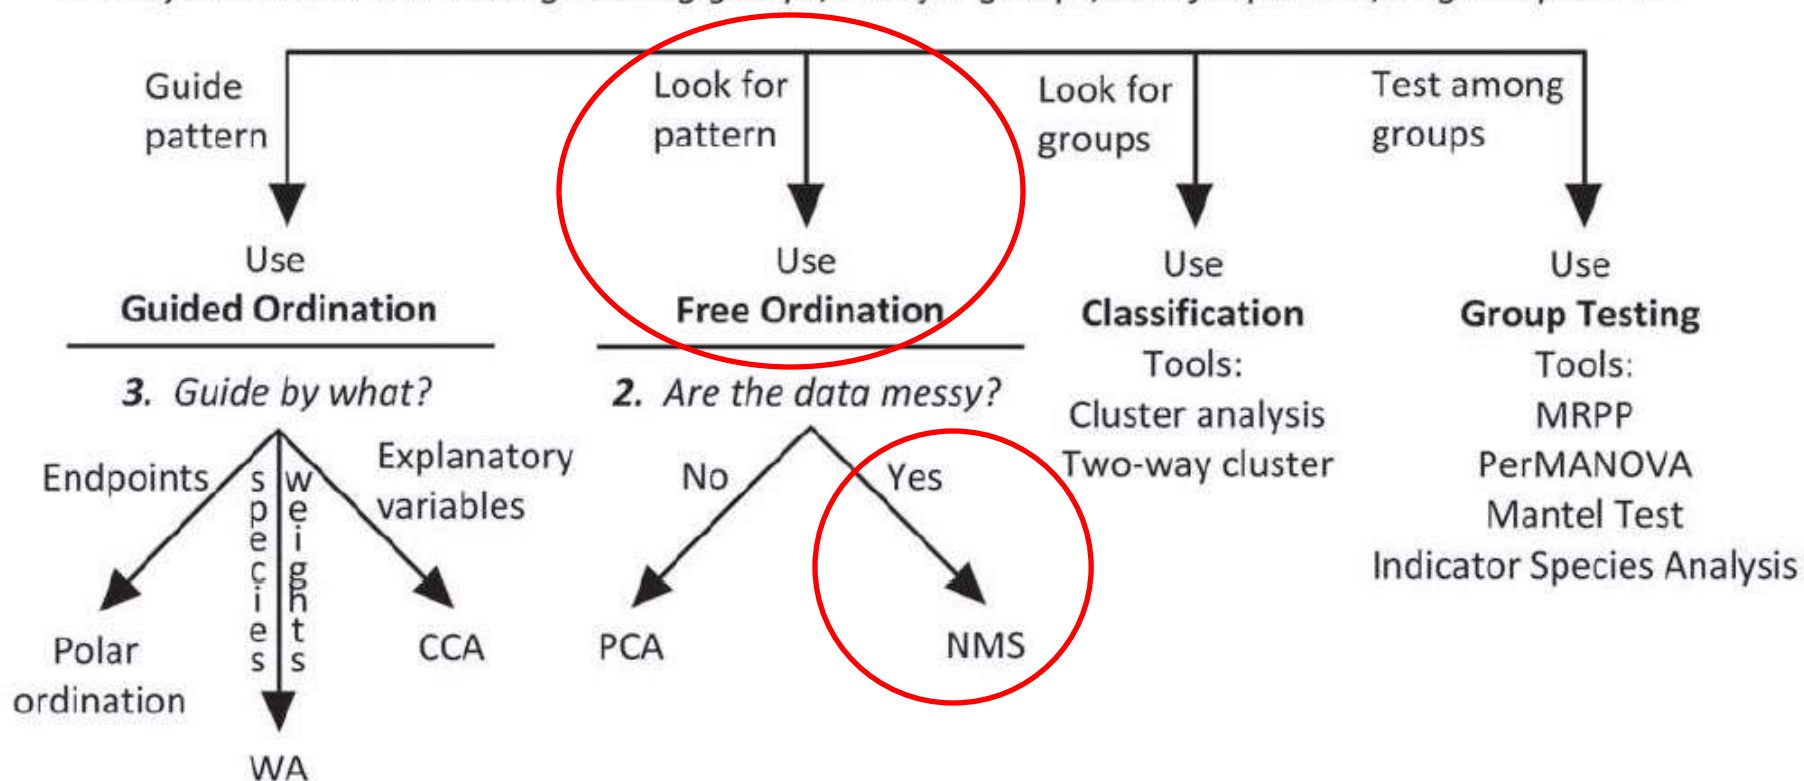 Guide
pattern
Look for
pattern
Look for
groups
Test among
groups
Use
Guided Ordination
Use
Free Ordination
Use
Classification
Tools:
Cluster analysis
Two-way cluster
Use
Group Testing
Tools:
MRPP
PerMANOVA
Mantel Test
Indicator Species Analysis
3. Guide by what?
Endpoints
species
weights
Explanatory
variables
Polar
ordination
WA
CCA
2. Are the data messy?
No
Yes
PCA
NMS